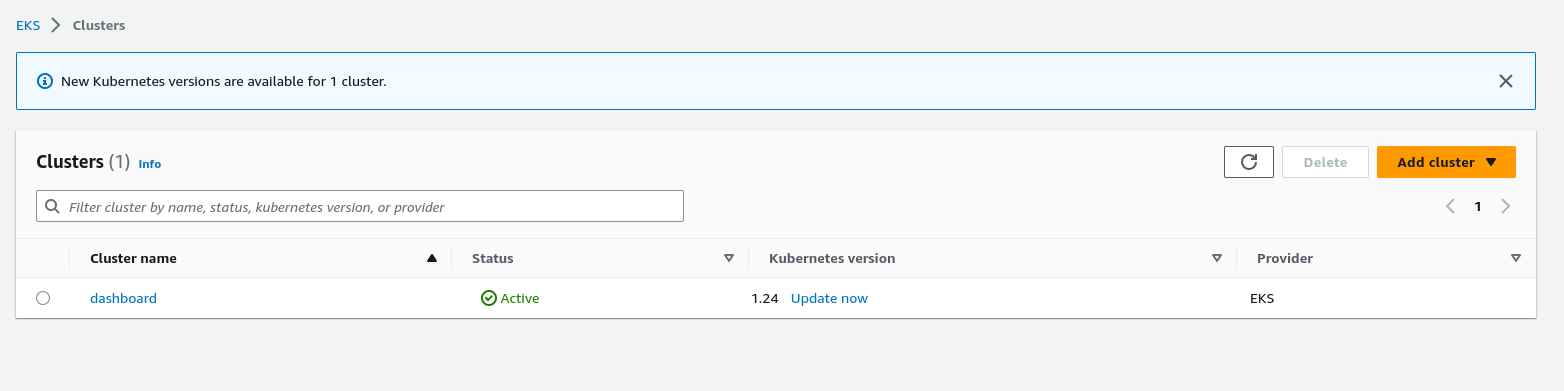 EKS > Clusters
New Kubernetes versions are available for 1 cluster.
Clusters (1) Info
Delete
Add cluster
Filter cluster by name, status, kubernetes version, or provider
1
Cluster name Status Kubernetes version Provider
dashboard Active 1.24 Update now EKS